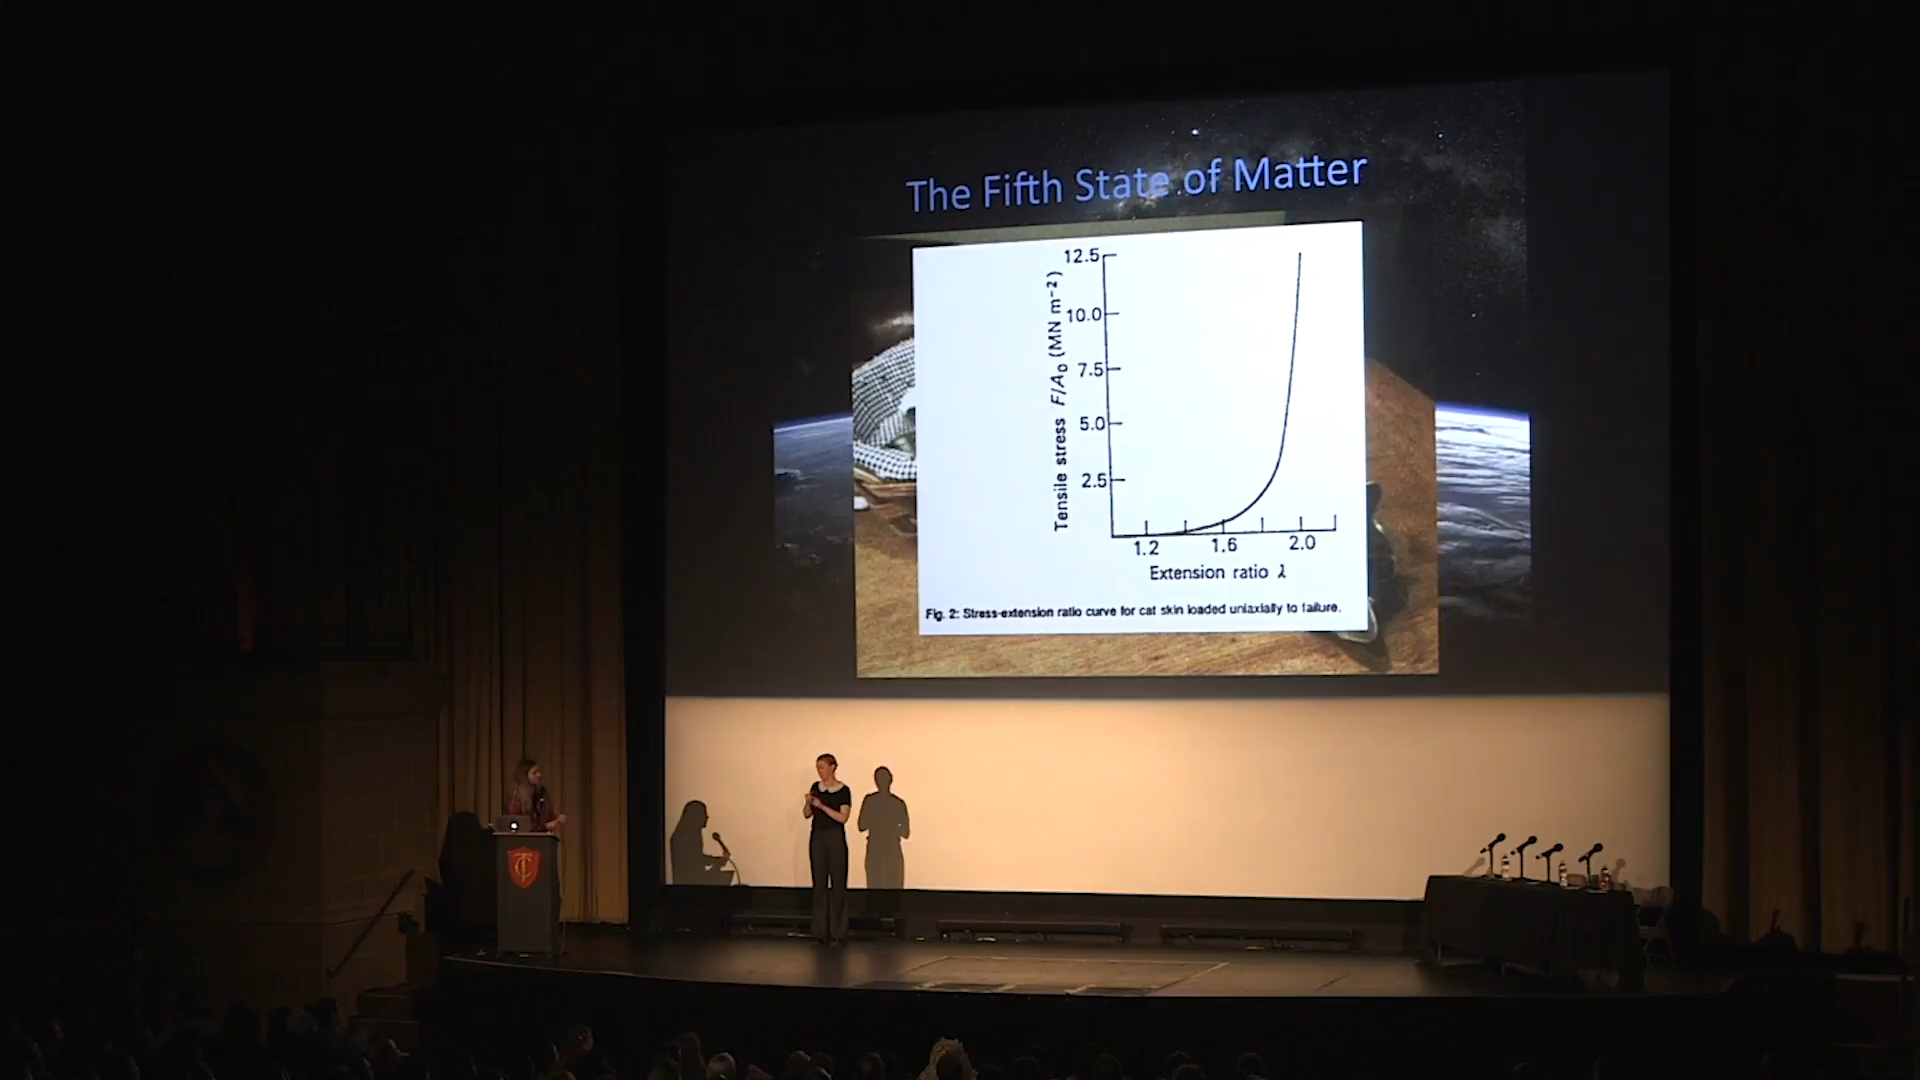 The Fifth State of Matter
12.5
10.0
7.5
5.0
2.5
Tensile stress F/A₀ (MN m⁻²)
1.2 1.6 2.0
Extension ratio λ
Fig. 2: Stress-extension ratio curve for cat skin loaded uniaxially to failure.
TC